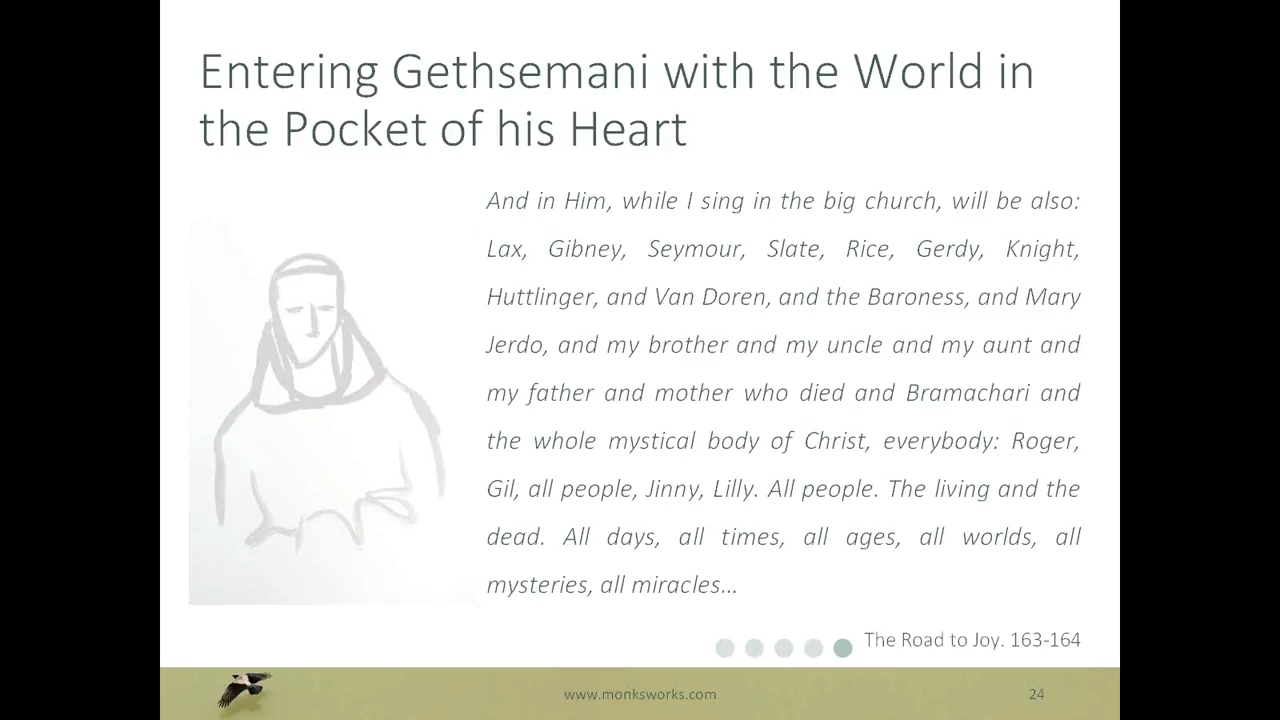 Entering Gethsemani with the World in
the Pocket of his Heart
And in Him, while I sing in the big church, will be also:
Lax, Gibney, Seymour, Slate, Rice, Gerdy, Knight,
Huttlinger, and Van Doren, and the Baroness, and Mary
Jerdo, and my brother and my uncle and my aunt and
my father and mother who died and Bramachari and
the whole mystical body of Christ, everybody: Roger,
Gil, all people, Jinny, Lilly. All people. The living and the
dead. All days, all times, all ages, all worlds, all
mysteries, all miracles…
The Road to Joy. 163-164
www.monksworks.com
24